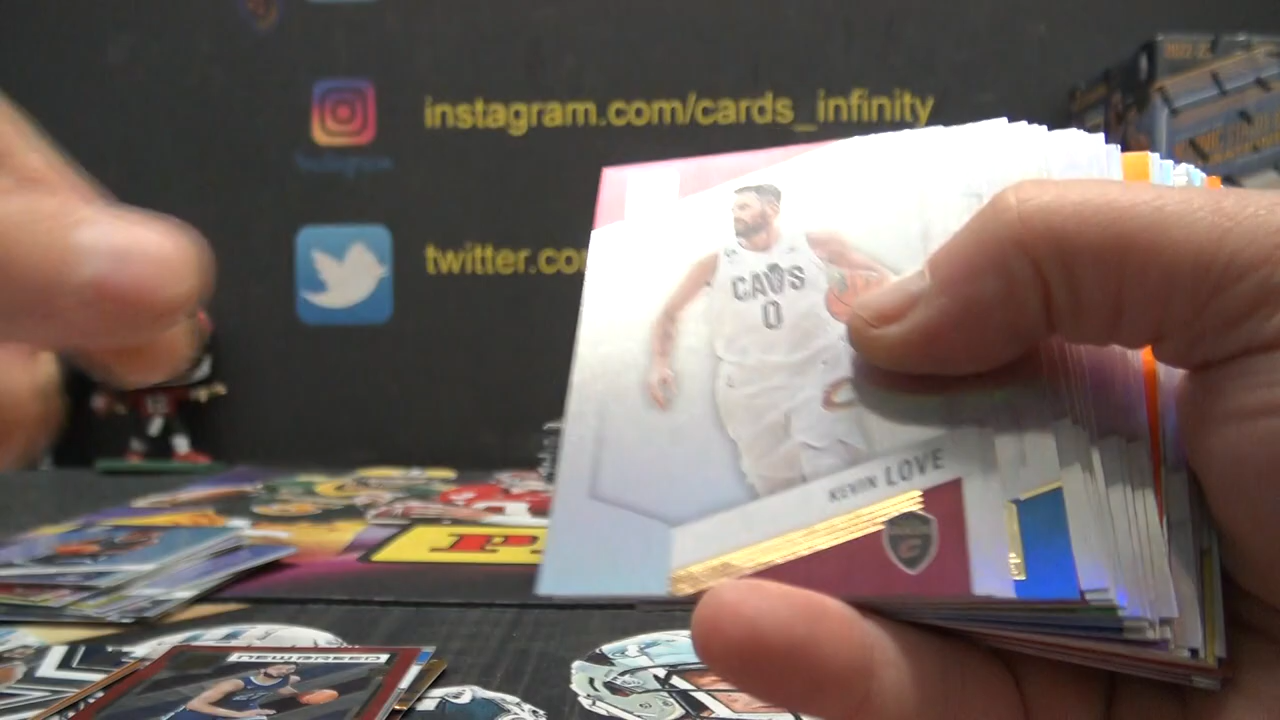 instagram.com/cards_infinity
twitter.co
CAVS
0
KEVIN LOVE
P
NEW BREED